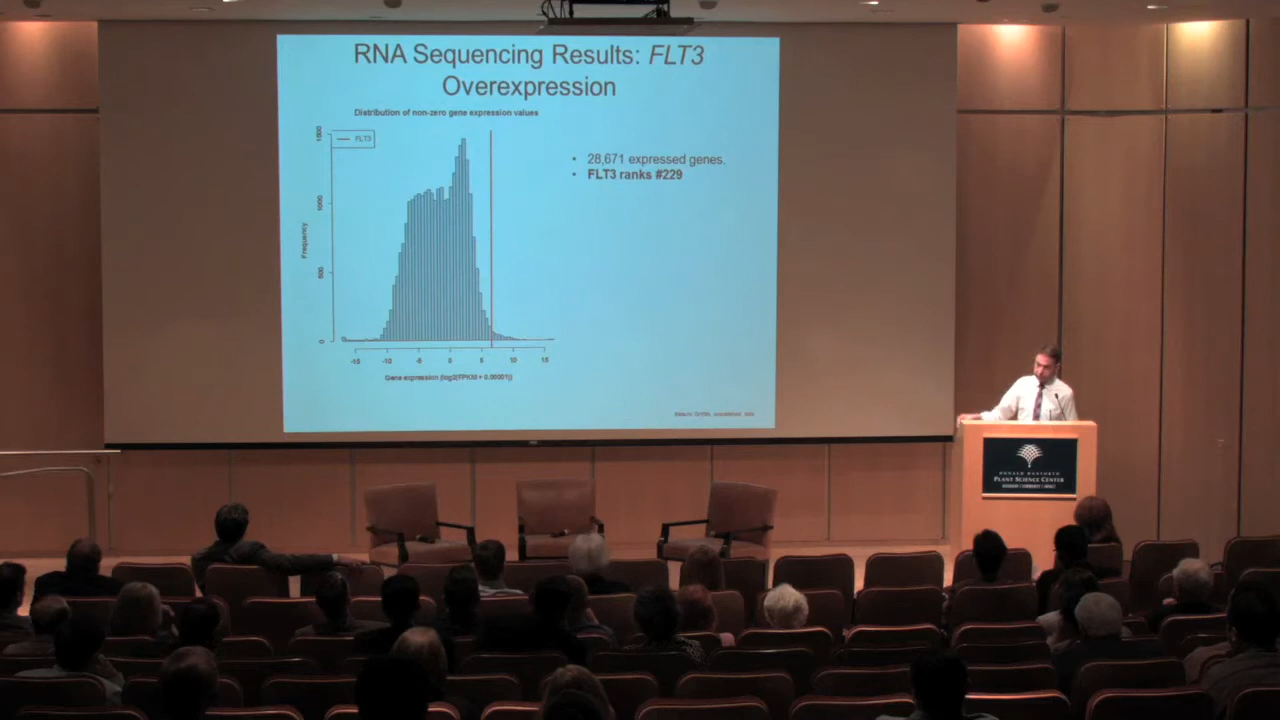 RNA Sequencing Results: FLT3
Overexpression
Distribution of non-zero gene expression values
FLT3
1500
1000
500
0
Frequency
-15 -10 -5 0 5 10 15
Gene expression (log2(FPKM + 0.00001))
• 28,671 expressed genes.
• FLT3 ranks #229
DONALD DANFORTH
PLANT SCIENCE CENTER